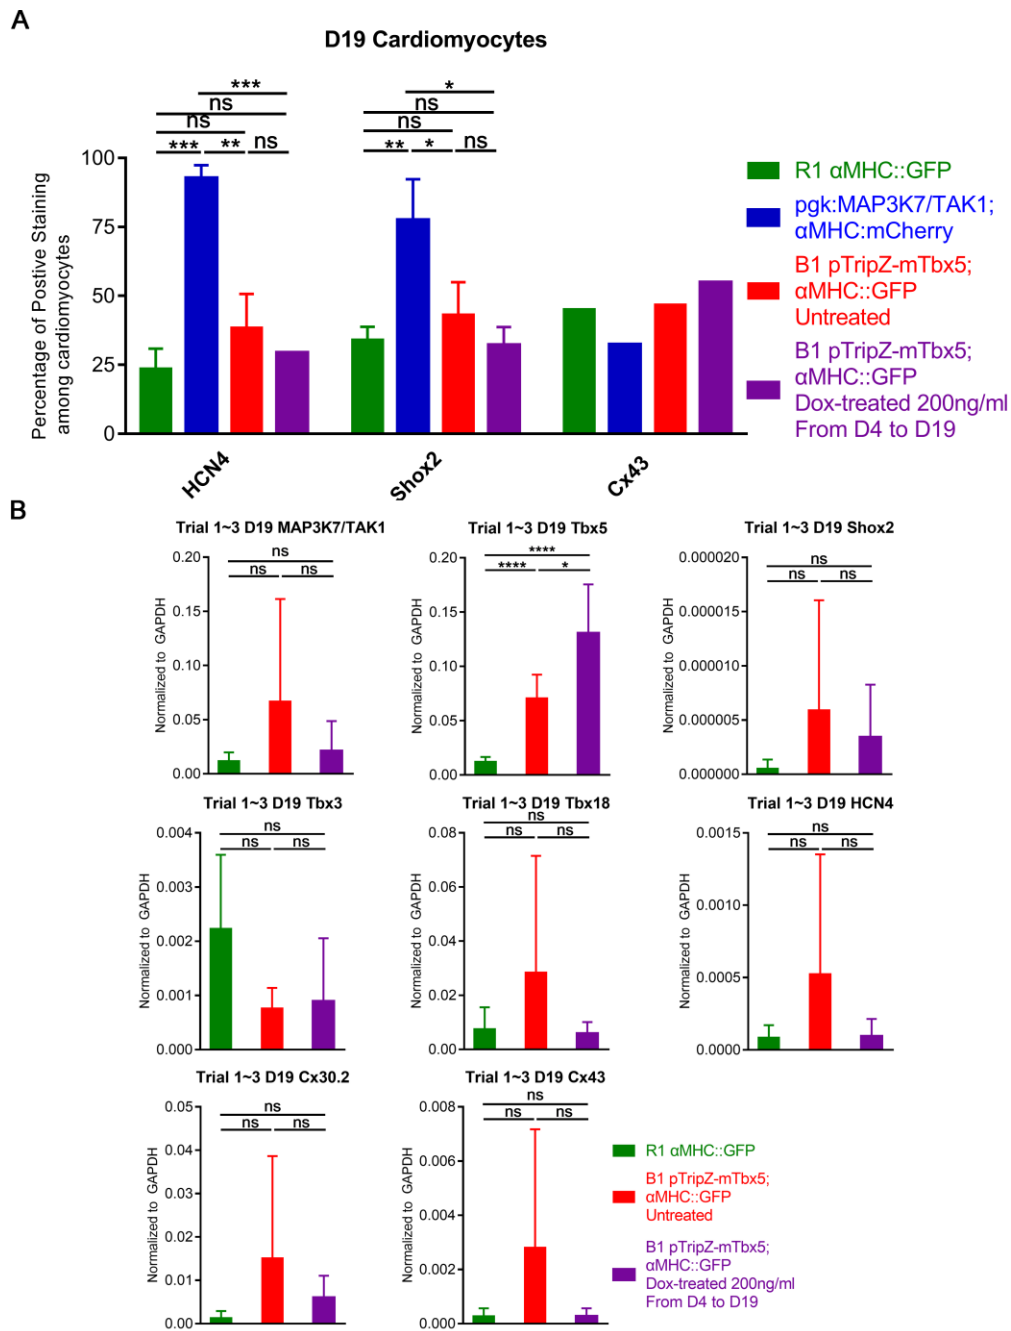 A
D19 Cardiomyocytes
***
ns
ns
*** ** ns
*
ns
ns
** * ns
Percentage of Postive Staining
among cardiomyocytes
100
75
50
25
0
HCN4
Shox2
Cx43
R1 αMHC::GFP
pgk:MAP3K7/TAK1;
αMHC:mCherry
B1 pTripZ-mTbx5;
αMHC::GFP
Untreated
B1 pTripZ-mTbx5;
αMHC::GFP
Dox-treated 200ng/ml
From D4 to D19
B
Trial 1~3 D19 MAP3K7/TAK1
ns
ns ns
Normalized to GAPDH
0.20
0.15
0.10
0.05
0.00
Trial 1~3 D19 Tbx5
****
**** *
Normalized to GAPDH
0.20
0.15
0.10
0.05
0.00
Trial 1~3 D19 Shox2
ns
ns ns
Normalized to GAPDH
0.000020
0.000015
0.000010
0.000005
0.000000
Trial 1~3 D19 Tbx3
ns
ns ns
Normalized to GAPDH
0.004
0.003
0.002
0.001
0.000
Trial 1~3 D19 Tbx18
ns
ns ns
Normalized to GAPDH
0.08
0.06
0.04
0.02
0.00
Trial 1~3 D19 HCN4
ns
ns ns
Normalized to GAPDH
0.0015
0.0010
0.0005
0.0000
Trial 1~3 D19 Cx30.2
ns
ns ns
Normalized to GAPDH
0.05
0.04
0.03
0.02
0.01
0.00
Trial 1~3 D19 Cx43
ns
ns ns
Normalized to GAPDH
0.008
0.006
0.004
0.002
0.000
R1 αMHC::GFP
B1 pTripZ-mTbx5;
αMHC::GFP
Untreated
B1 pTripZ-mTbx5;
αMHC::GFP
Dox-treated 200ng/ml
From D4 to D19